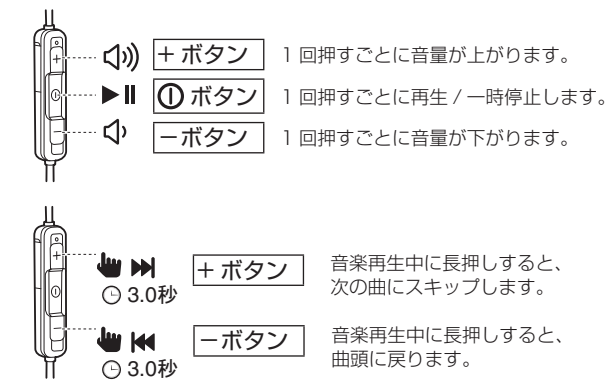 +ボタン 1回押すごとに音量が上がります。
ボタン 1回押すごとに再生/一時停止します。
−ボタン 1回押すごとに音量が下がります。
+ボタン 音楽再生中に長押しすると、
3.0秒 次の曲にスキップします。
−ボタン 音楽再生中に長押しすると、
3.0秒 曲頭に戻ります。